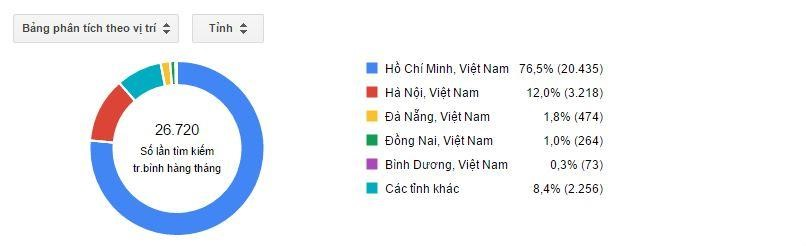 Bảng phân tích theo vị trí
Tỉnh
26.720
Số lần tìm kiếm
tr.bình hàng tháng
Hồ Chí Minh, Việt Nam 76,5% (20.435)
Hà Nội, Việt Nam 12,0% (3.218)
Đà Nẵng, Việt Nam 1,8% (474)
Đồng Nai, Việt Nam 1,0% (264)
Bình Dương, Việt Nam 0,3% (73)
Các tỉnh khác 8,4% (2.256)